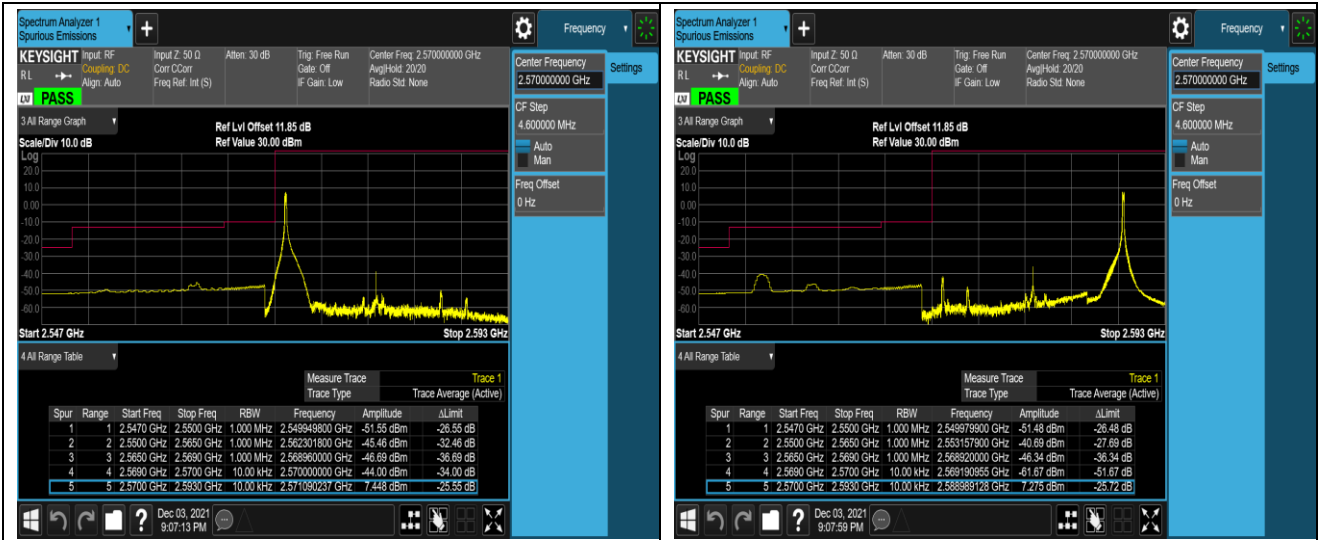 Spectrum Analyzer 1
Spurious Emissions
Frequency
KEYSIGHT Input: RF Input Z: 50 Ω Atten: 30 dB Trig: Free Run Center Freq: 2.570000000 GHz
Coupling: DC Corr CCorr Gate: Off Avg|Hold: 20/20
RL Align: Auto Freq Ref: Int (S) IF Gain: Low Radio Std: None
PASS
3 All Range Graph
Ref Lvl Offset 11.85 dB
Scale/Div 10.0 dB Ref Value 30.00 dBm
Log
20.0
10.0
0.00
-10.0
-20.0
-30.0
-40.0
-50.0
-60.0
Start 2.547 GHz Stop 2.593 GHz
4 All Range Table
Measure Trace Trace 1
Trace Type Trace Average (Active)
Spur Range Start Freq Stop Freq RBW Frequency Amplitude ΔLimit
1 1 2.5470 GHz 2.5500 GHz 1.000 MHz 2.549949800 GHz -51.55 dBm -26.55 dB
2 2 2.5500 GHz 2.5650 GHz 1.000 MHz 2.562301800 GHz -45.46 dBm -32.46 dB
3 3 2.5650 GHz 2.5690 GHz 1.000 MHz 2.568960000 GHz -46.69 dBm -36.69 dB
4 4 2.5690 GHz 2.5700 GHz 10.00 kHz 2.570000000 GHz -44.00 dBm -34.00 dB
5 5 2.5700 GHz 2.5930 GHz 10.00 kHz 2.571090237 GHz 7.448 dBm -25.55 dB
Dec 03, 2021
9:07:13 PM
Center Frequency
2.570000000 GHz
Settings
CF Step
4.600000 MHz
Auto
Man
Freq Offset
0 Hz
Spectrum Analyzer 1
Spurious Emissions
Frequency
KEYSIGHT Input: RF Input Z: 50 Ω Atten: 30 dB Trig: Free Run Center Freq: 2.570000000 GHz
Coupling: DC Corr CCorr Gate: Off Avg|Hold: 20/20
RL Align: Auto Freq Ref: Int (S) IF Gain: Low Radio Std: None
PASS
3 All Range Graph
Ref Lvl Offset 11.85 dB
Scale/Div 10.0 dB Ref Value 30.00 dBm
Log
20.0
10.0
0.00
-10.0
-20.0
-30.0
-40.0
-50.0
-60.0
Start 2.547 GHz Stop 2.593 GHz
4 All Range Table
Measure Trace Trace 1
Trace Type Trace Average (Active)
Spur Range Start Freq Stop Freq RBW Frequency Amplitude ΔLimit
1 1 2.5470 GHz 2.5500 GHz 1.000 MHz 2.549979900 GHz -51.48 dBm -26.48 dB
2 2 2.5500 GHz 2.5650 GHz 1.000 MHz 2.553157900 GHz -40.69 dBm -27.69 dB
3 3 2.5650 GHz 2.5690 GHz 1.000 MHz 2.568920000 GHz -46.34 dBm -36.34 dB
4 4 2.5690 GHz 2.5700 GHz 10.00 kHz 2.569190955 GHz -61.67 dBm -51.67 dB
5 5 2.5700 GHz 2.5930 GHz 10.00 kHz 2.588989128 GHz 7.275 dBm -25.72 dB
Dec 03, 2021
9:07:59 PM
Center Frequency
2.570000000 GHz
Settings
CF Step
4.600000 MHz
Auto
Man
Freq Offset
0 Hz